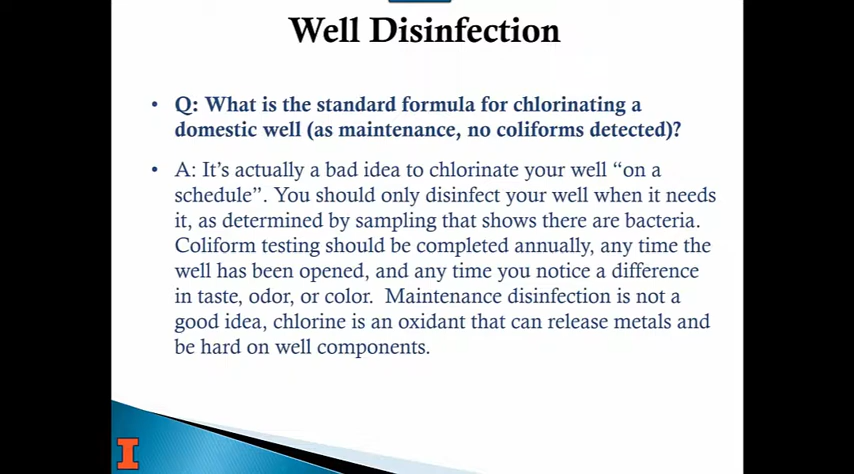 Well Disinfection
• Q: What is the standard formula for chlorinating a
domestic well (as maintenance, no coliforms detected)?
• A: It's actually a bad idea to chlorinate your well “on a
schedule”. You should only disinfect your well when it needs
it, as determined by sampling that shows there are bacteria.
Coliform testing should be completed annually, any time the
well has been opened, and any time you notice a difference
in taste, odor, or color. Maintenance disinfection is not a
good idea, chlorine is an oxidant that can release metals and
be hard on well components.
I